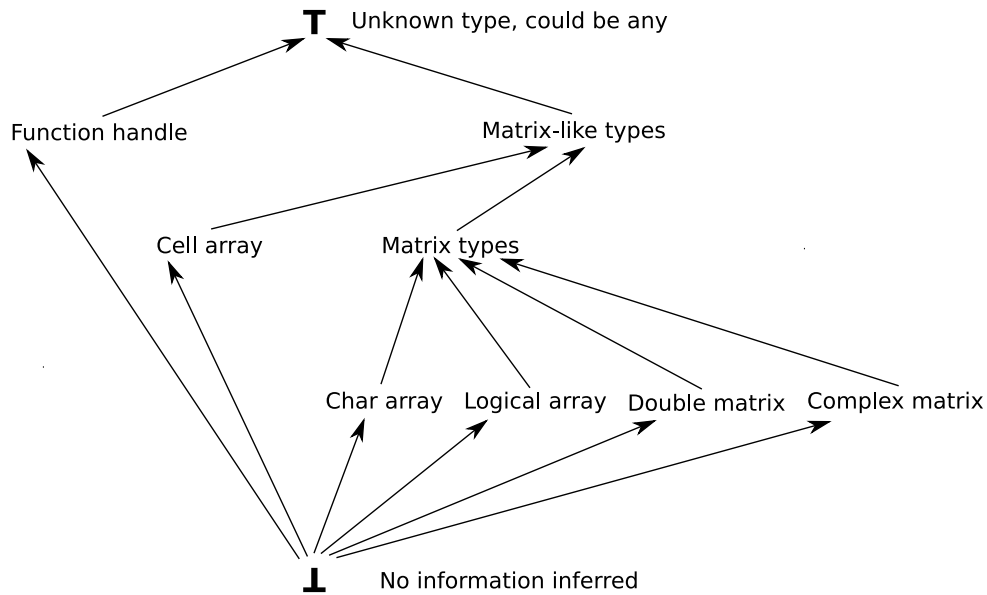 ⊤ Unknown type, could be any
Function handle
Matrix-like types
Cell array
Matrix types
Char array
Logical array
Double matrix
Complex matrix
⊥ No information inferred